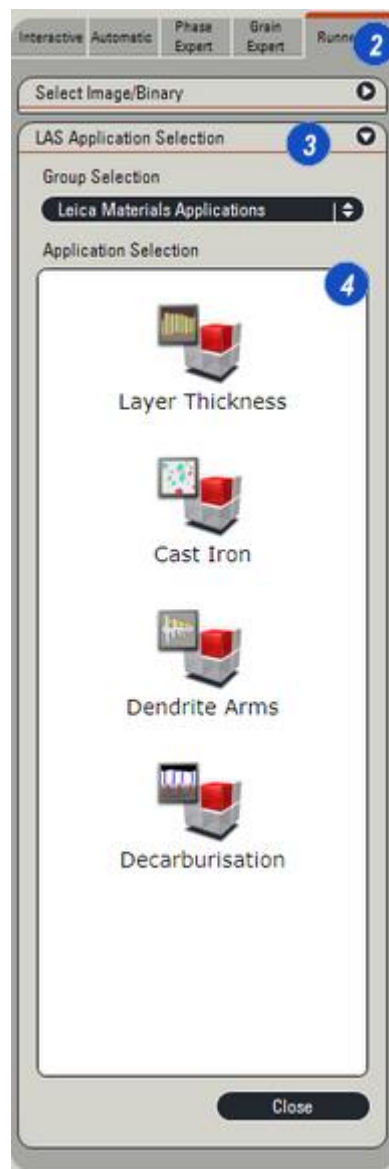 Interactive
Automatic
Phase
Expert
Grain
Expert
2
Select Image/Binary
LAS Application Selection
3
Group Selection
Leica Materials Applications
Application Selection
4
Layer Thickness
Cast Iron
Dendrite Arms
Decarburisation
Close